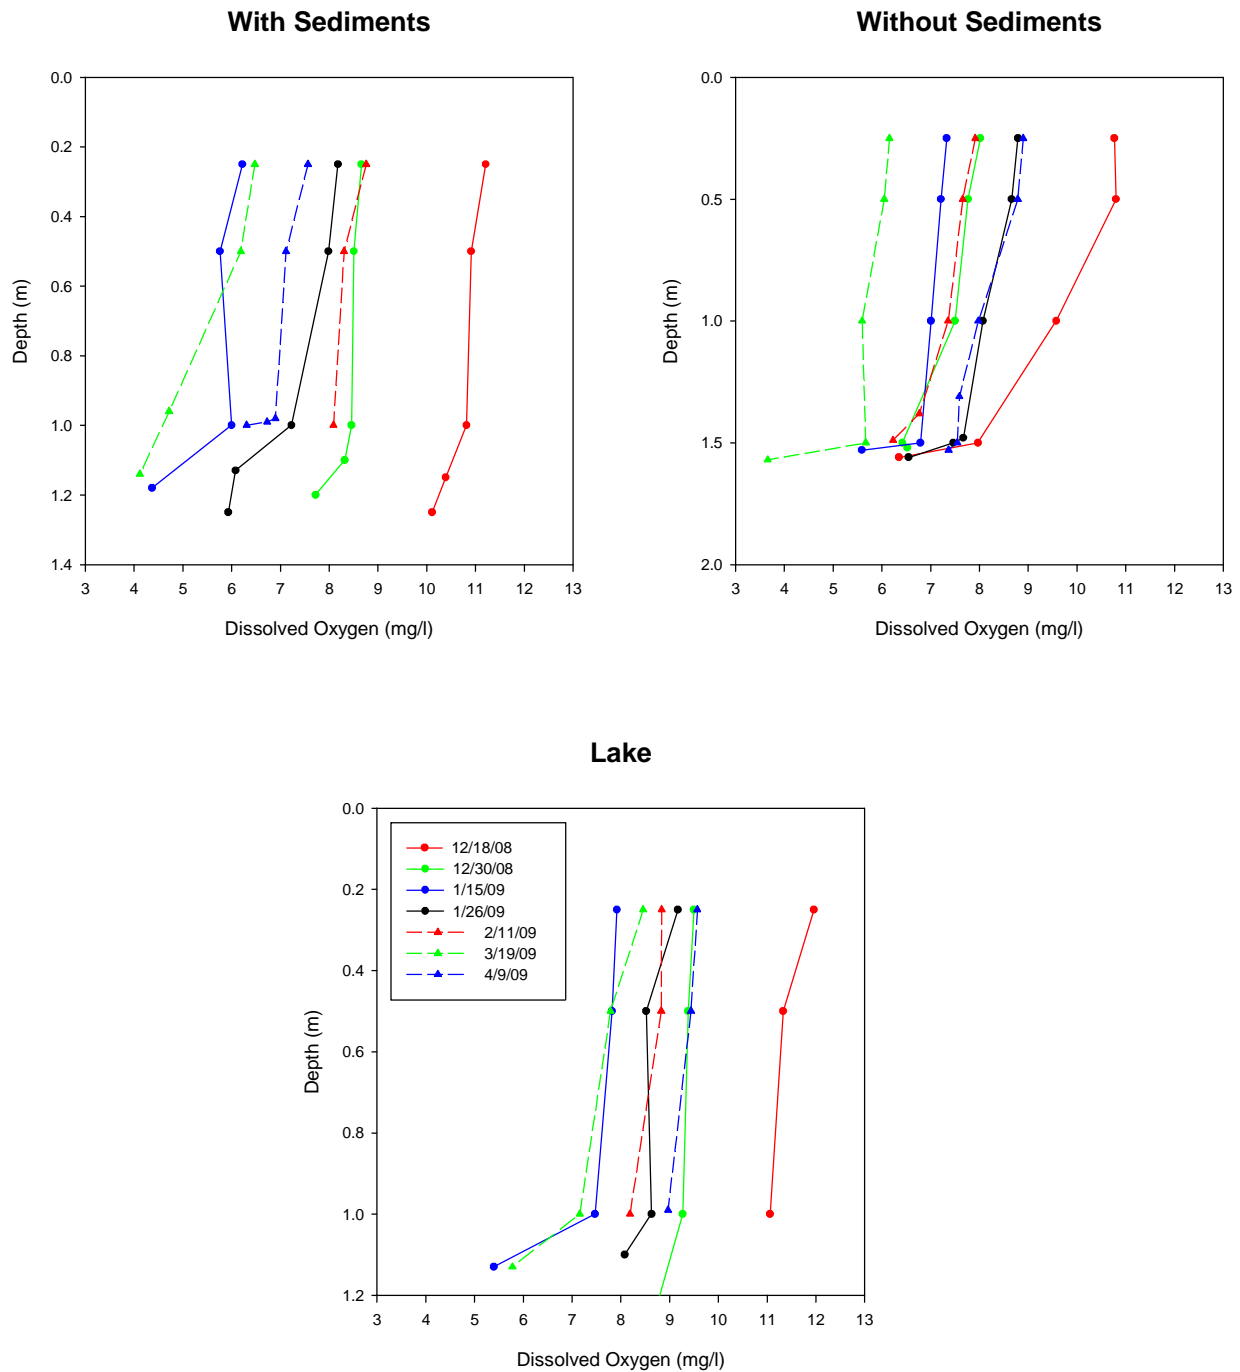 With Sediments
0.0
0.2
0.4
0.6
0.8
1.0
1.2
1.4
Depth (m)
3 4 5 6 7 8 9 10 11 12 13
Dissolved Oxygen (mg/l)
Without Sediments
0.0
0.5
1.0
1.5
2.0
Depth (m)
3 4 5 6 7 8 9 10 11 12 13
Dissolved Oxygen (mg/l)
Lake
0.0
0.2
0.4
0.6
0.8
1.0
1.2
Depth (m)
12/18/08
12/30/08
1/15/09
1/26/09
2/11/09
3/19/09
4/9/09
3 4 5 6 7 8 9 10 11 12 13
Dissolved Oxygen (mg/l)